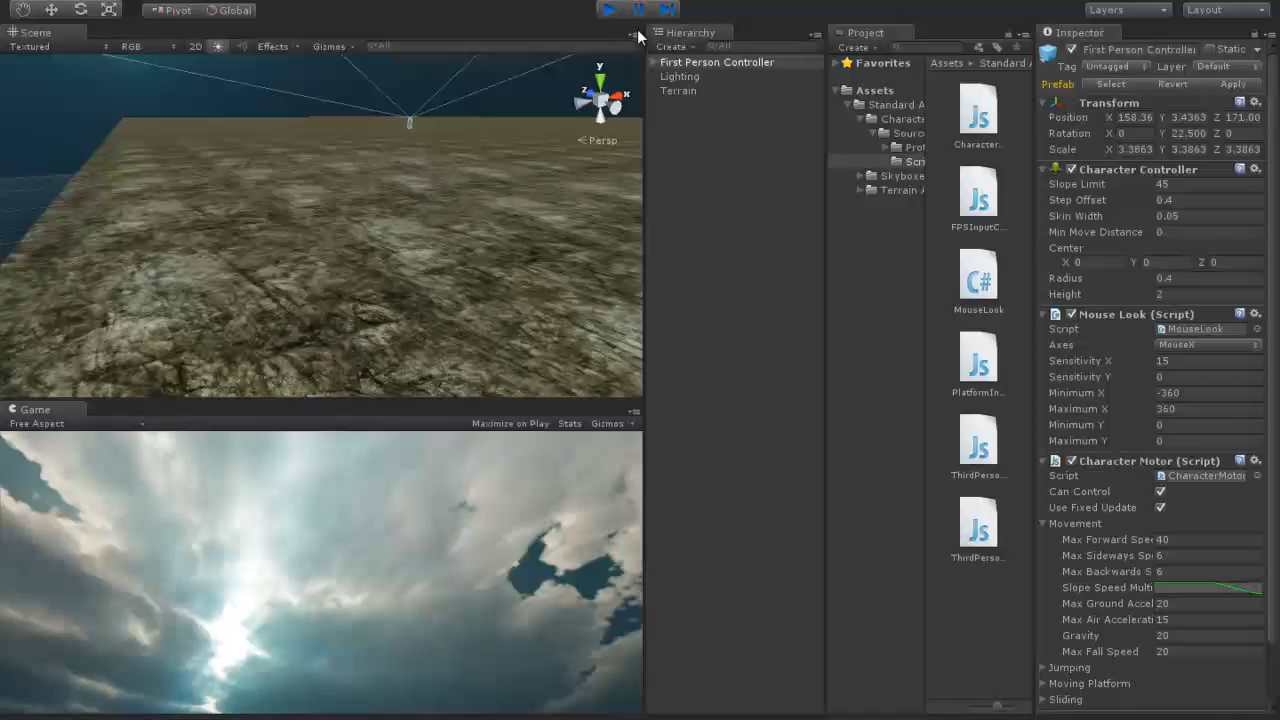 Pivot Global Layers Layout
Scene Hierarchy Project Inspector
Textured RGB 2D Effects Gizmos All
Create All
Create
First Person Controller Static
Tag Untagged Layer Default
Prefab Select Revert Apply
First Person Controller
Lighting
Terrain
y
x
z
Persp
Favorites
Assets
Standard A
Characte
Sourc
Pro
Scri
Skyboxe
Terrain A
Assets Standard A
Character...
FPSInputC...
MouseLook
PlatformIn...
ThirdPerso...
ThirdPerso...
Transform
Position X 158.36 Y 3.4363 Z 171.00
Rotation X 0 Y 22.500 Z 0
Scale X 3.3863 Y 3.3863 Z 3.3863
Character Controller
Slope Limit 45
Step Offset 0.4
Skin Width 0.05
Min Move Distance 0
Center
X 0 Y 0 Z 0
Radius 0.4
Height 2
Mouse Look (Script)
Script MouseLook
Axes MouseX
Sensitivity X 15
Sensitivity Y 0
Minimum X -360
Maximum X 360
Minimum Y 0
Maximum Y 0
Character Motor (Script)
Script CharacterMotor
Can Control
Use Fixed Update
Movement
Max Forward Spee 40
Max Sideways Sp 6
Max Backwards S 6
Slope Speed Multi
Max Ground Accel 20
Max Air Accelerati 15
Gravity 20
Max Fall Speed 20
Jumping
Moving Platform
Sliding
Game
Free Aspect Maximize on Play Stats Gizmos